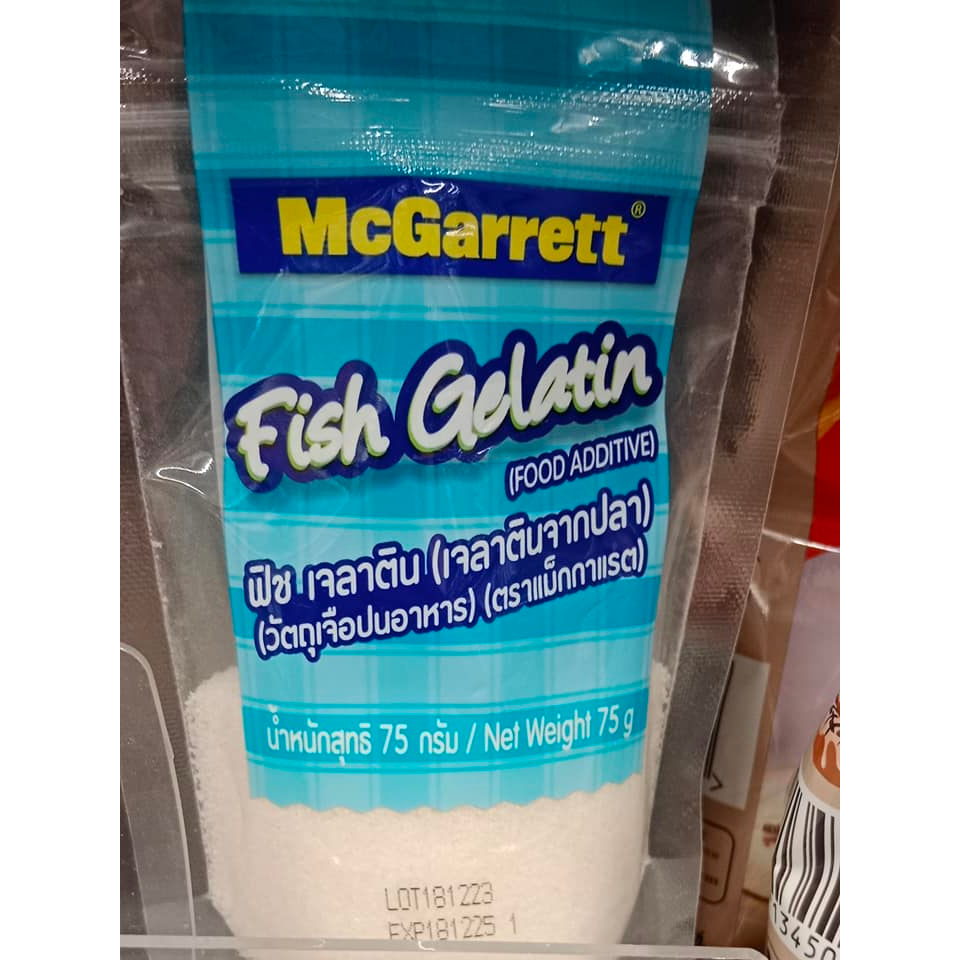 McGarrett®
Fish Gelatin
(FOOD ADDITIVE)
ฟิช เจลาติน (เจลาตินจากปลา)
(วัตถุเจือปนอาหาร) (ตราแม็กกาแรต)
น้ำหนักสุทธิ 75 กรัม / Net Weight 75 g
LOT181223
EXP181225 1
13450